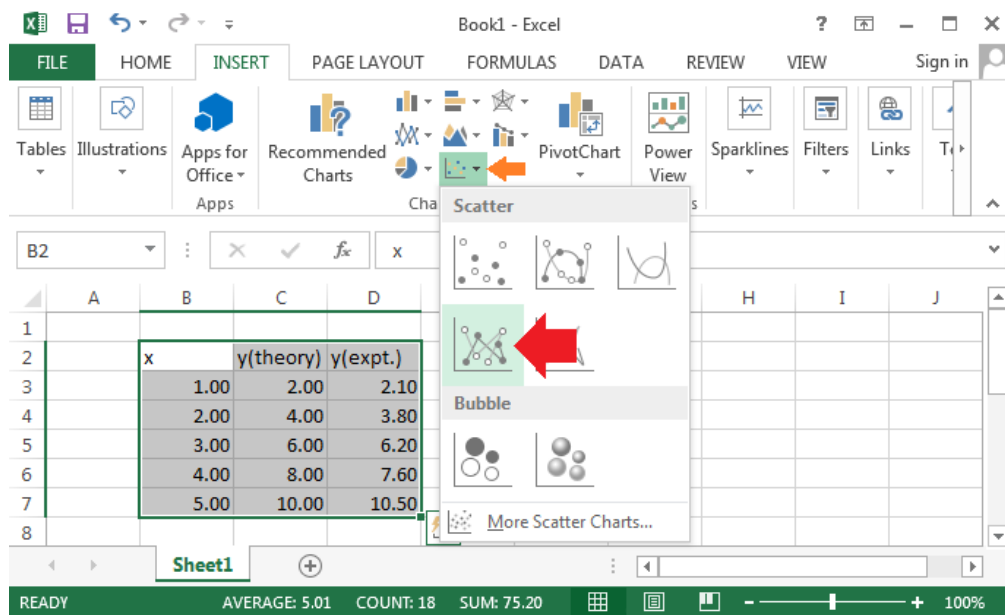 Book1 - Excel ?
FILE HOME INSERT PAGE LAYOUT FORMULAS DATA REVIEW VIEW Sign in
Tables Illustrations Apps for Office Recommended Charts PivotChart Power View Sparklines Filters Links
Apps Cha s
Scatter
B2 fx x
A B C D H I J
1
2 x y(theory) y(expt.)
3 1.00 2.00 2.10
4 2.00 4.00 3.80
5 3.00 6.00 6.20
6 4.00 8.00 7.60
7 5.00 10.00 10.50
8
Bubble
More Scatter Charts...
Sheet1
READY AVERAGE: 5.01 COUNT: 18 SUM: 75.20 100%